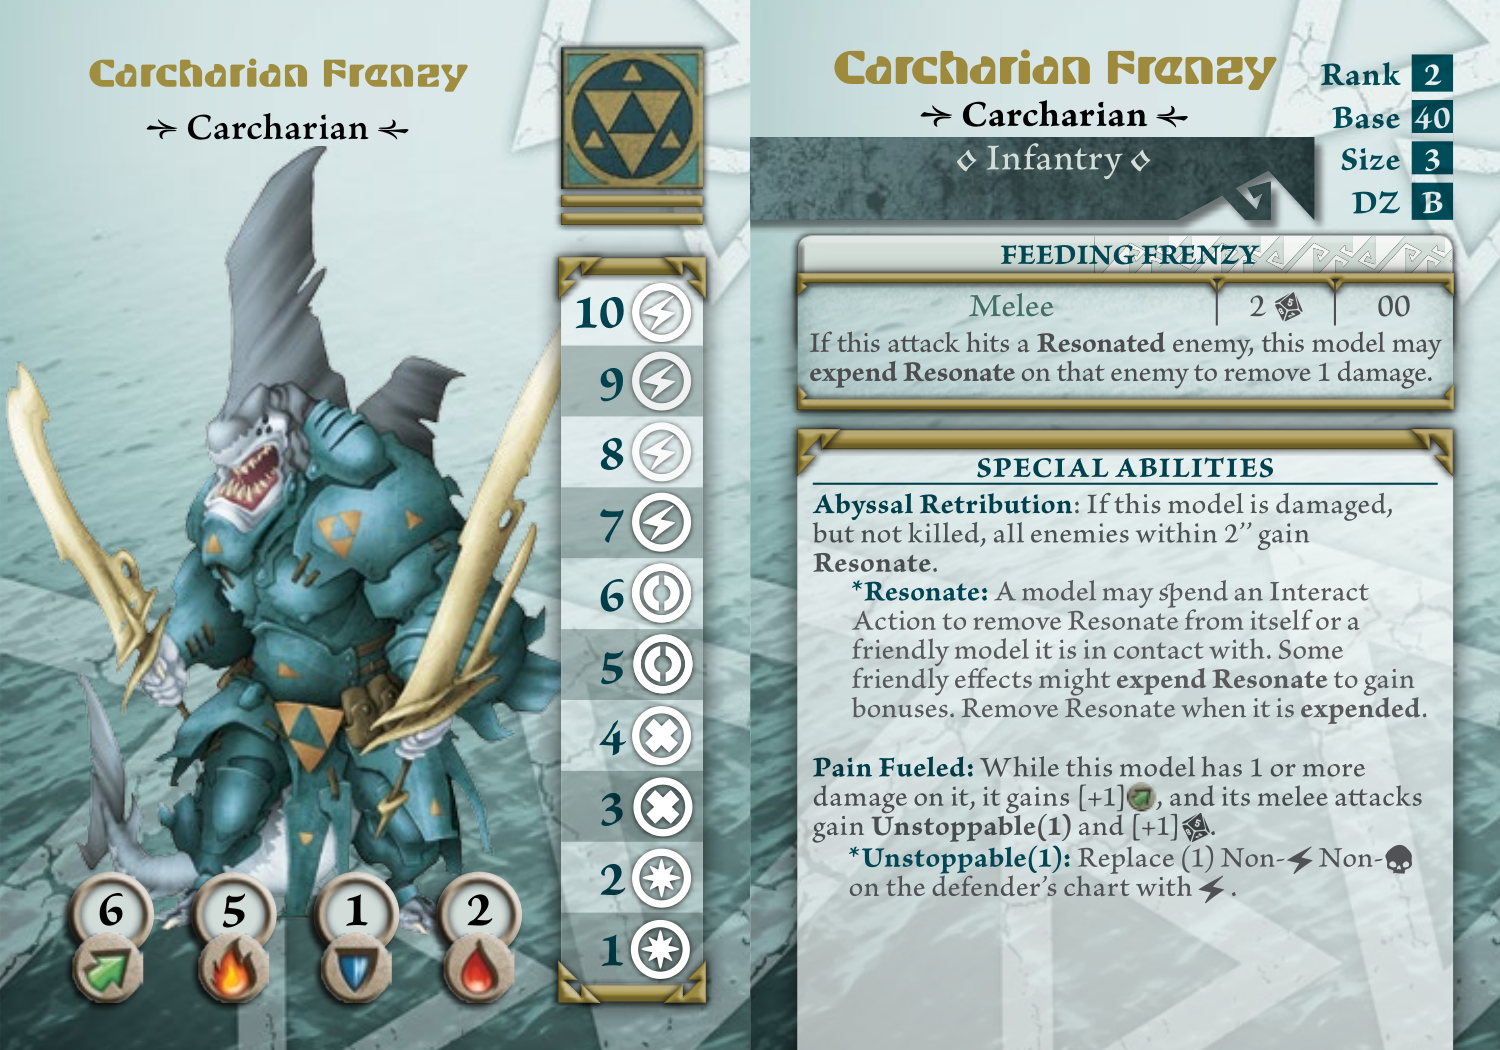 Carcharian Frenzy
Carcharian
10
9
8
7
6
5
4
3
2
1
6
5
1
2
Carcharian Frenzy
Carcharian
Infantry
Rank 2
Base 40
Size 3
DZ B
FEEDING FRENZY
Melee 2 00
If this attack hits a Resonated enemy, this model may
expend Resonate on that enemy to remove 1 damage.
SPECIAL ABILITIES
Abyssal Retribution: If this model is damaged,
but not killed, all enemies within 2’’ gain
Resonate.
*Resonate: A model may spend an Interact
Action to remove Resonate from itself or a
friendly model it is in contact with. Some
friendly effects might expend Resonate to gain
bonuses. Remove Resonate when it is expended.
Pain Fueled: While this model has 1 or more
damage on it, it gains [+1], and its melee attacks
gain Unstoppable(1) and [+1].
*Unstoppable(1): Replace (1) Non- Non-
on the defender’s chart with .